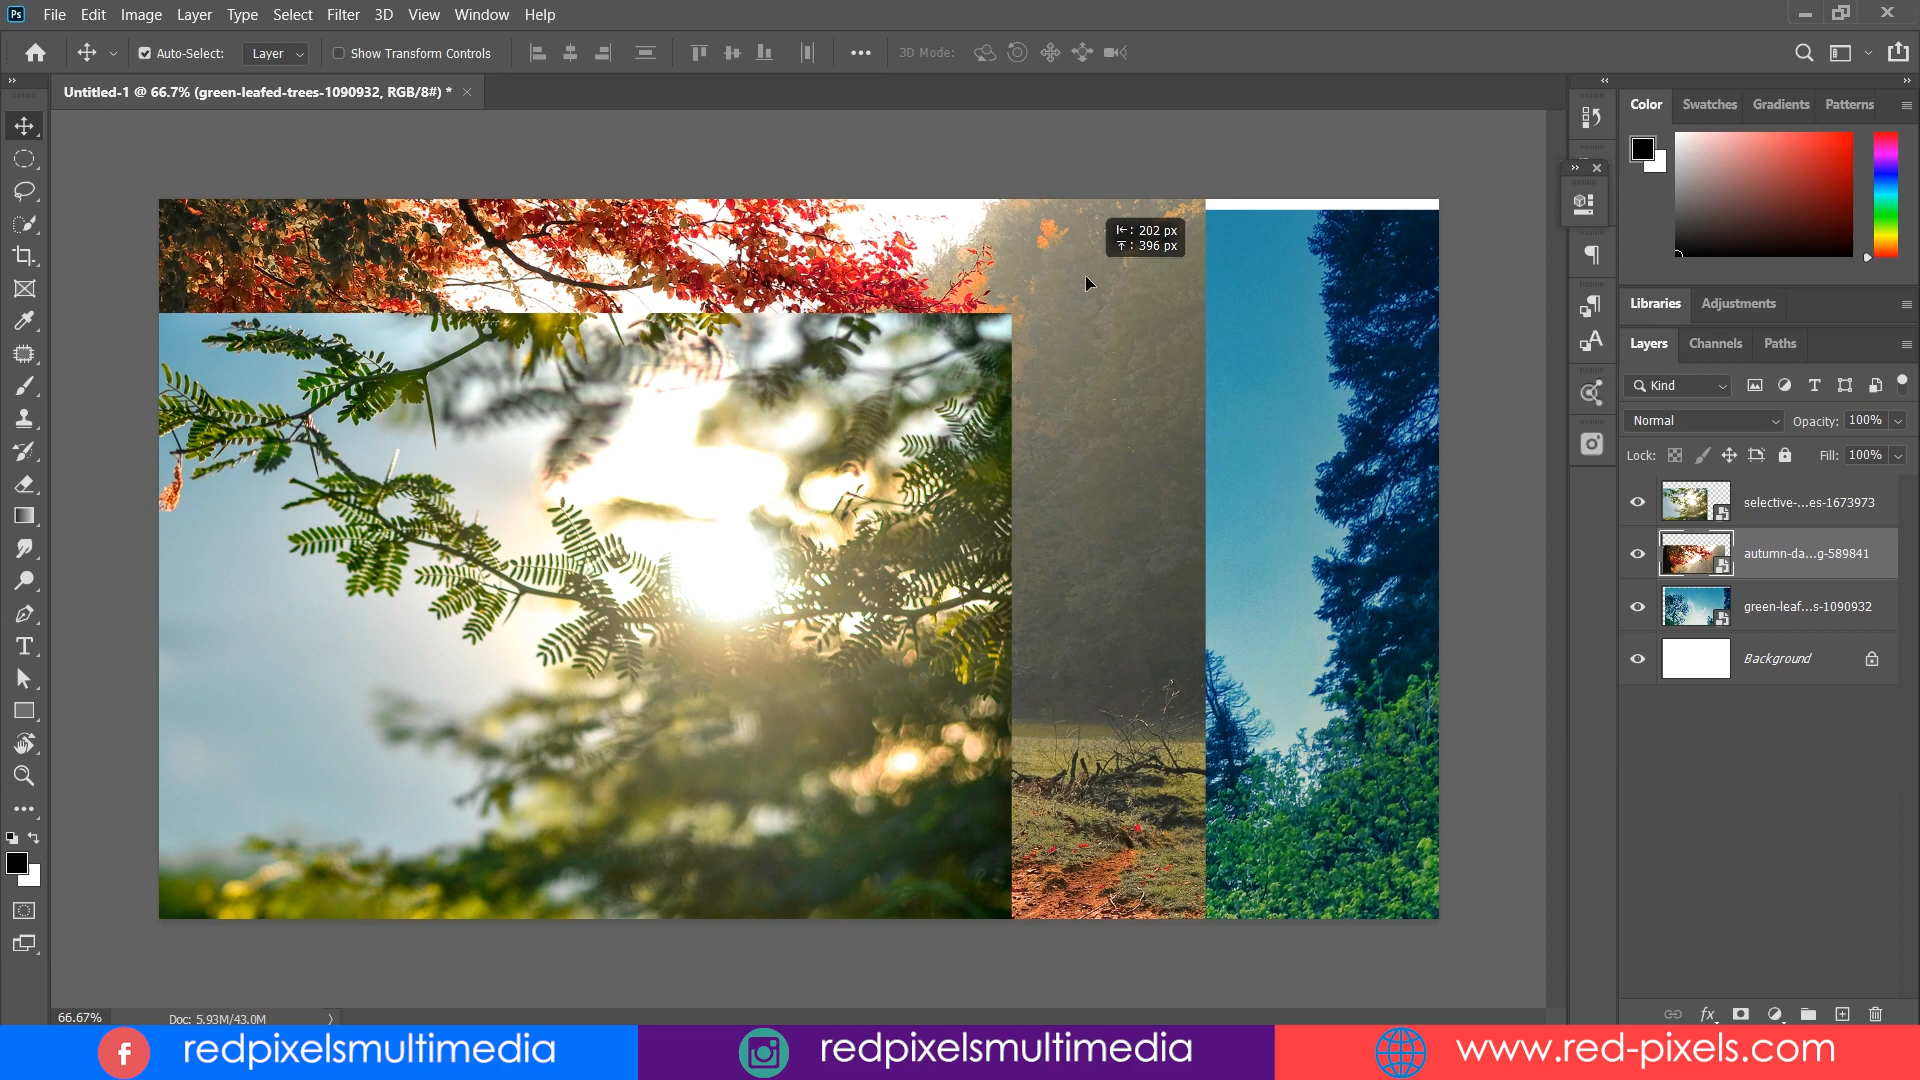 Ps File Edit Image Layer Type Select Filter 3D View Window Help
Auto-Select: Layer Show Transform Controls 3D Mode:
Untitled-1 @ 66.7% (green-leafed-trees-1090932, RGB/8#) *
Color Swatches Gradients Patterns
202 px
396 px
Libraries Adjustments
Layers Channels Paths
Kind
Normal Opacity: 100%
Lock: Fill: 100%
selective-...es-1673973
autumn-da...g-589841
green-leaf...s-1090932
Background
66.67% Doc: 5.93M/43.0M
fx
redpixelsmultimedia redpixelsmultimedia www.red-pixels.com